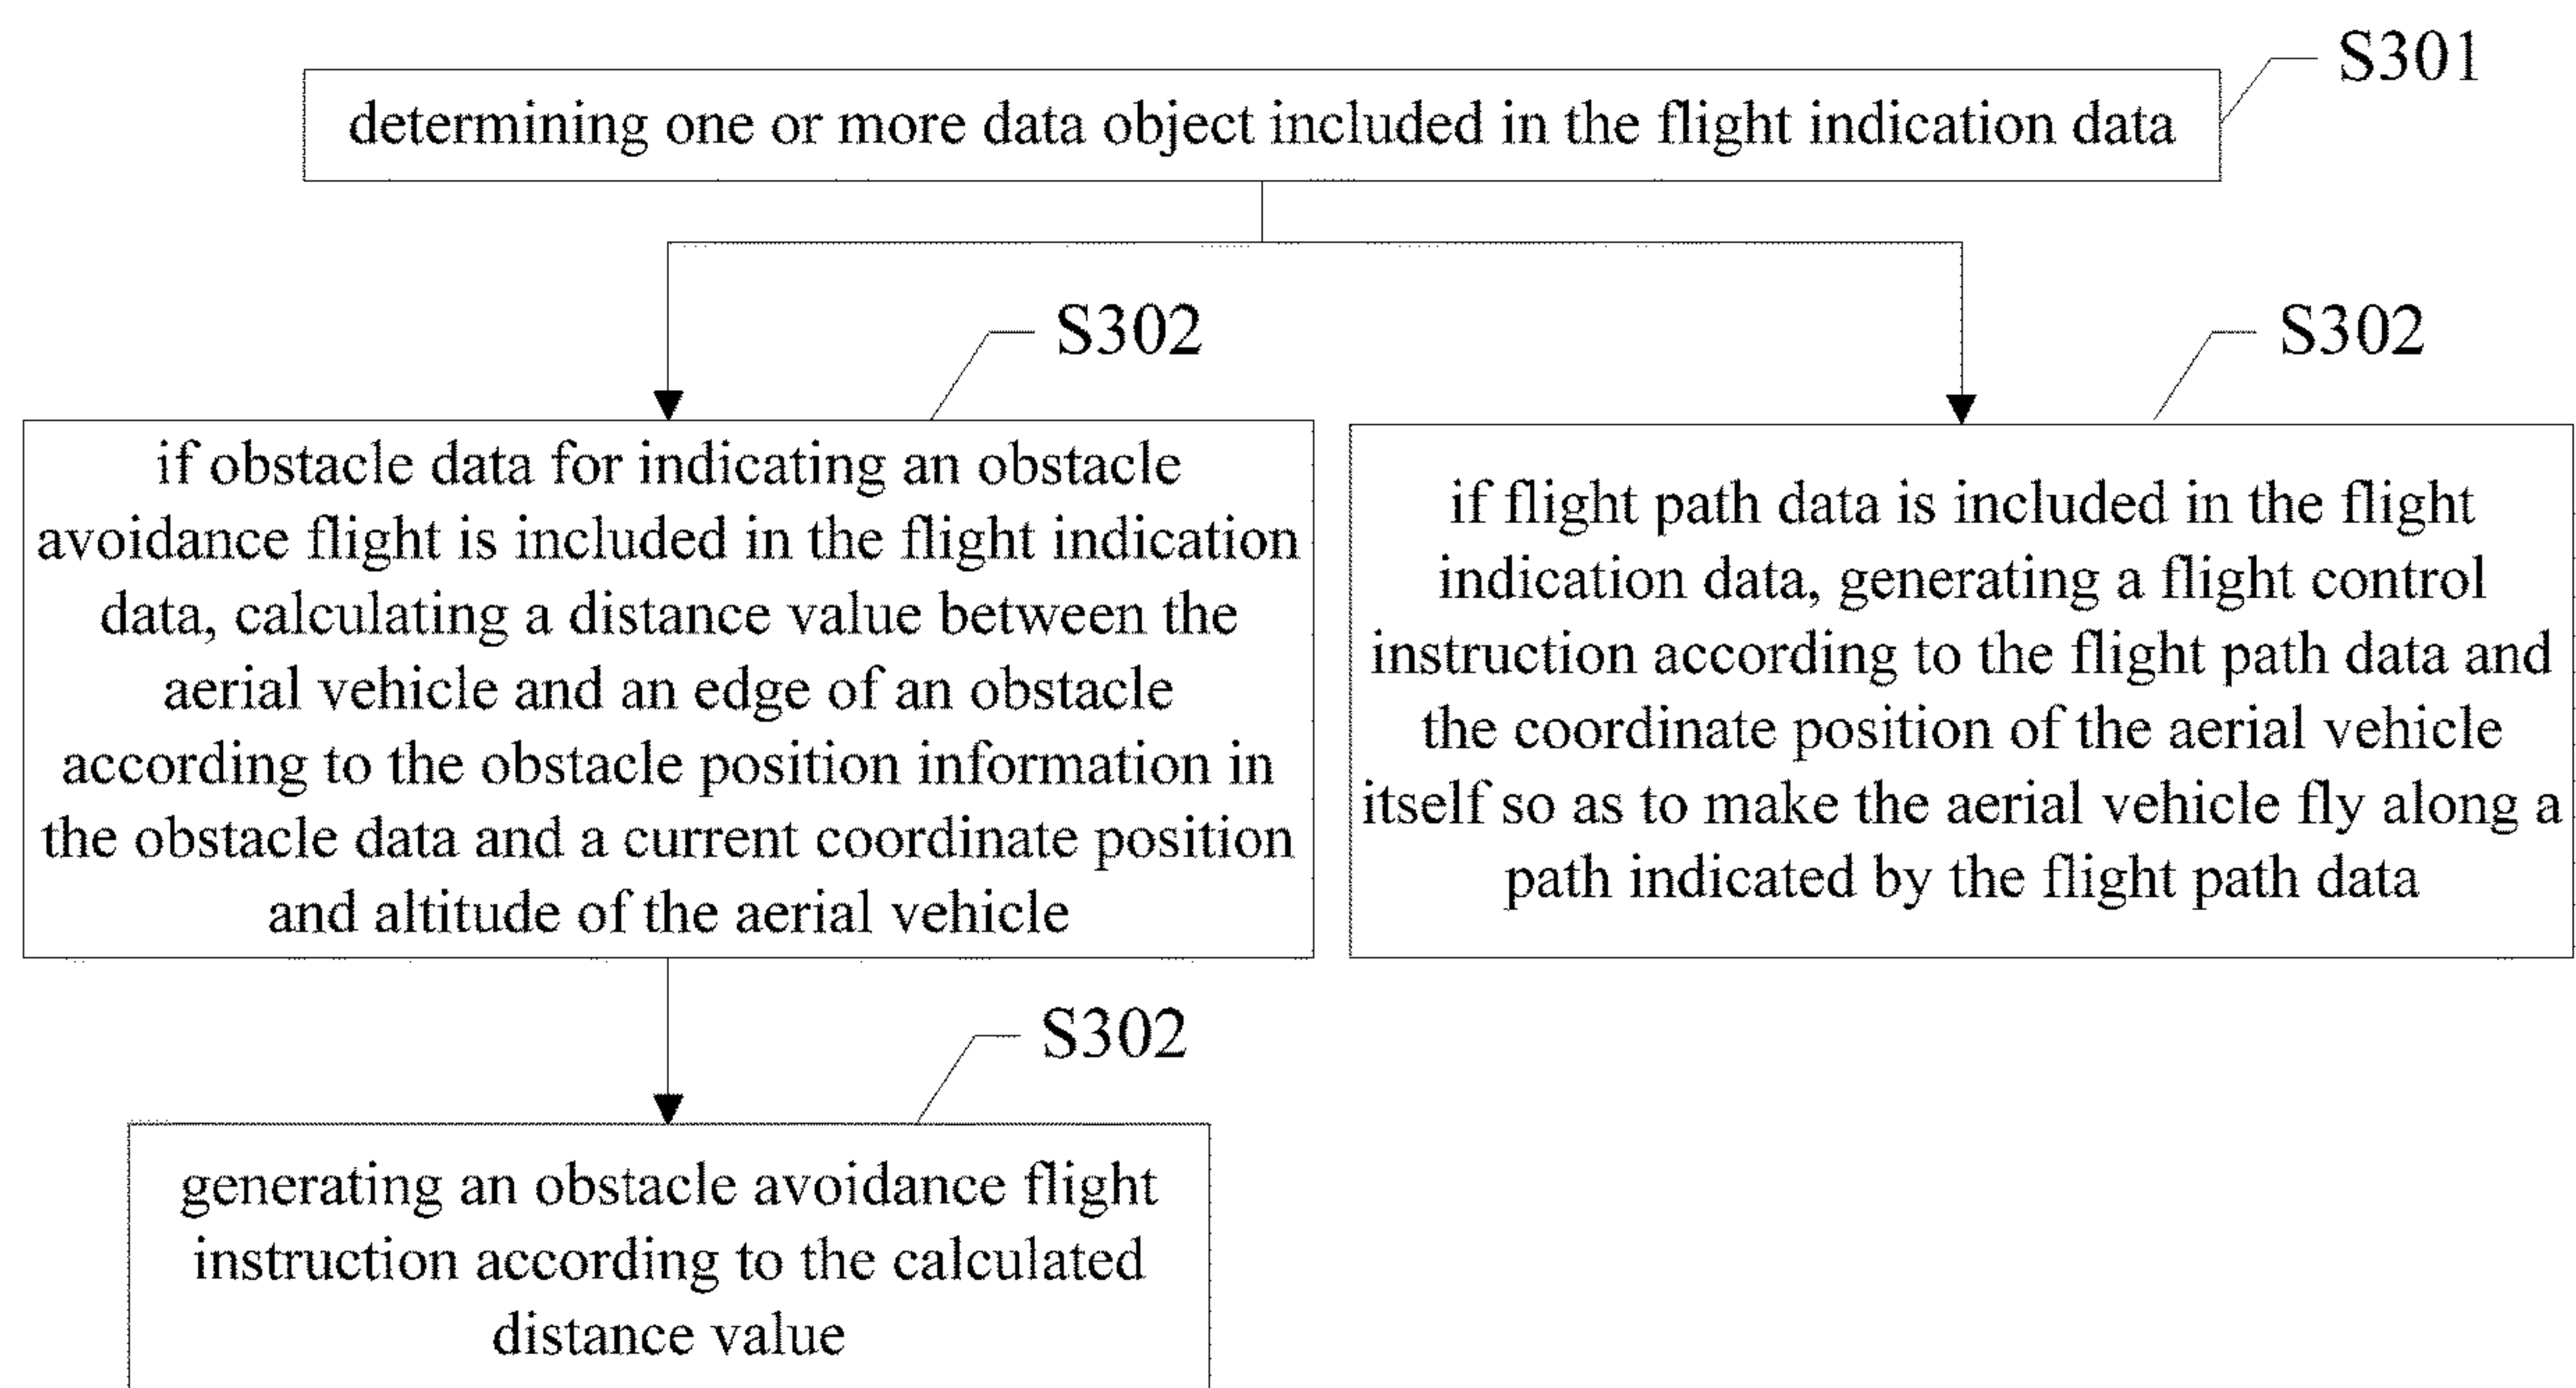 S301
determining one or more data object included in the flight indication data
S302
if obstacle data for indicating an obstacle
avoidance flight is included in the flight indication
data, calculating a distance value between the
aerial vehicle and an edge of an obstacle
according to the obstacle position information in
the obstacle data and a current coordinate position
and altitude of the aerial vehicle
S302
if flight path data is included in the flight
indication data, generating a flight control
instruction according to the flight path data and
the coordinate position of the aerial vehicle
itself so as to make the aerial vehicle fly along a
path indicated by the flight path data
S302
generating an obstacle avoidance flight
instruction according to the calculated
distance value